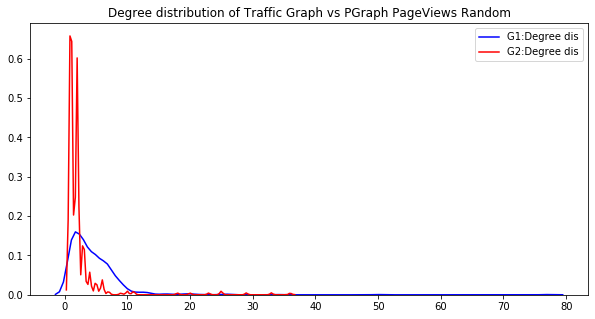 Degree distribution of Traffic Graph vs PGraph PageViews Random
G1:Degree dis
G2:Degree dis
0.6
0.5
0.4
0.3
0.2
0.1
0.0
0 10 20 30 40 50 60 70 80